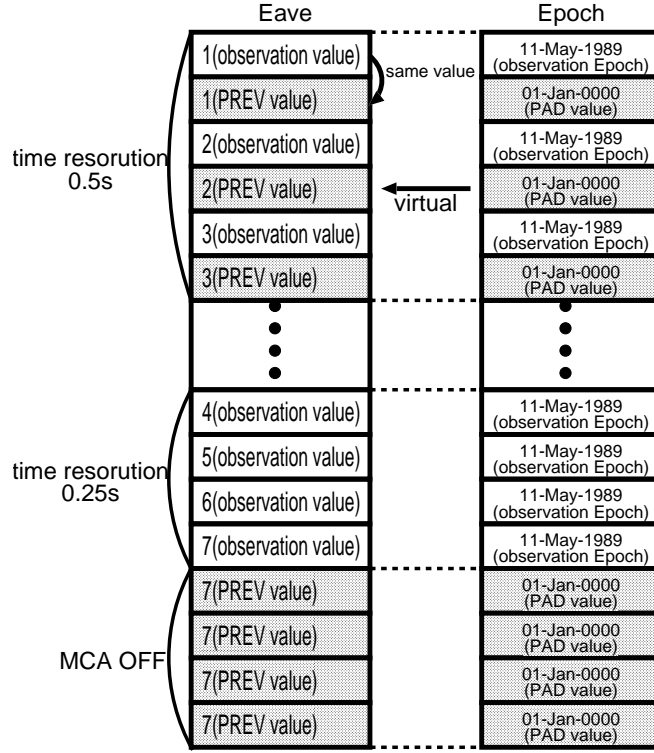 Eave
Epoch
1(observation value)
11-May-1989
(observation Epoch)
same value
1(PREV value)
01-Jan-0000
(PAD value)
2(observation value)
11-May-1989
(observation Epoch)
time resorution
0.5s
2(PREV value)
virtual
01-Jan-0000
(PAD value)
3(observation value)
11-May-1989
(observation Epoch)
3(PREV value)
01-Jan-0000
(PAD value)
4(observation value)
11-May-1989
(observation Epoch)
time resorution
0.25s
5(observation value)
11-May-1989
(observation Epoch)
6(observation value)
11-May-1989
(observation Epoch)
7(observation value)
11-May-1989
(observation Epoch)
7(PREV value)
01-Jan-0000
(PAD value)
7(PREV value)
01-Jan-0000
(PAD value)
MCA OFF
7(PREV value)
01-Jan-0000
(PAD value)
7(PREV value)
01-Jan-0000
(PAD value)